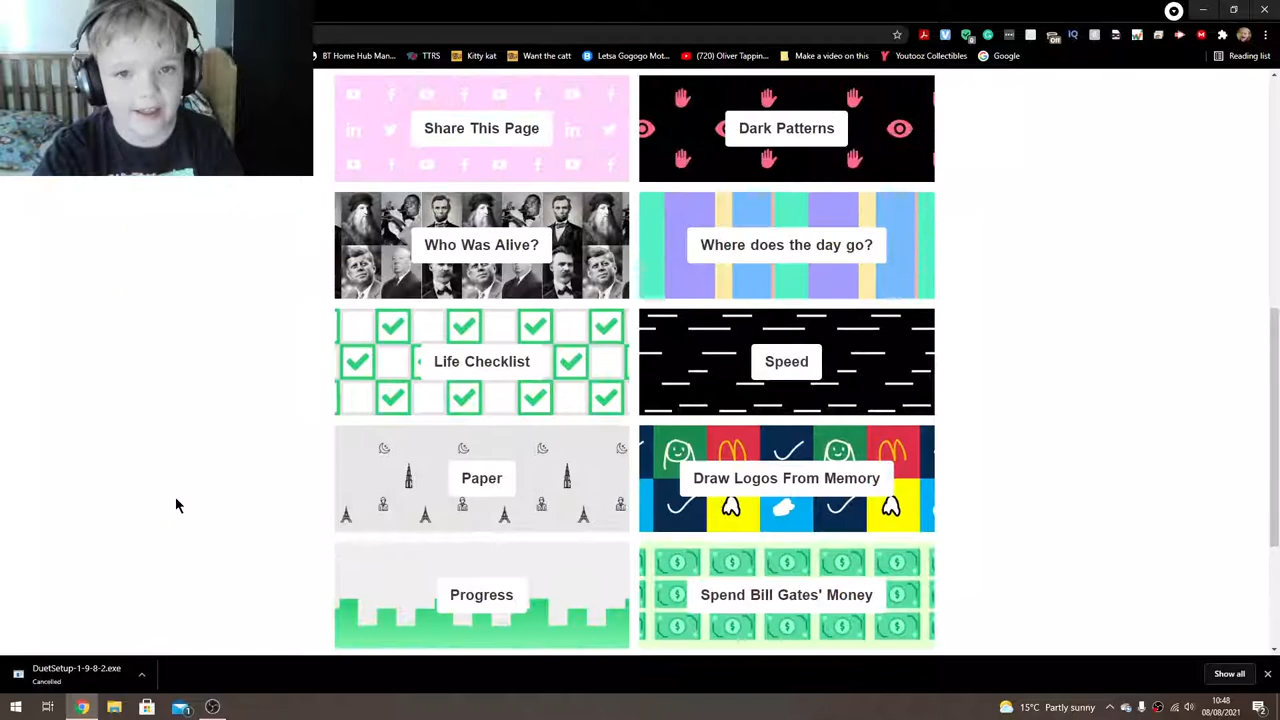 BT Home Hub Man...
TTRS
Kitty kat
Want the catt
Letsa Gogogo Mot...
(720) Oliver Tappin...
Make a video on this
Youtooz Collectibles
Google
Reading list
Share This Page
Dark Patterns
Who Was Alive?
Where does the day go?
Life Checklist
Speed
Paper
Draw Logos From Memory
Progress
Spend Bill Gates' Money
DuetSetup-1-9-8-2.exe
Cancelled
Show all
15°C Partly sunny
10:48
08/08/2021